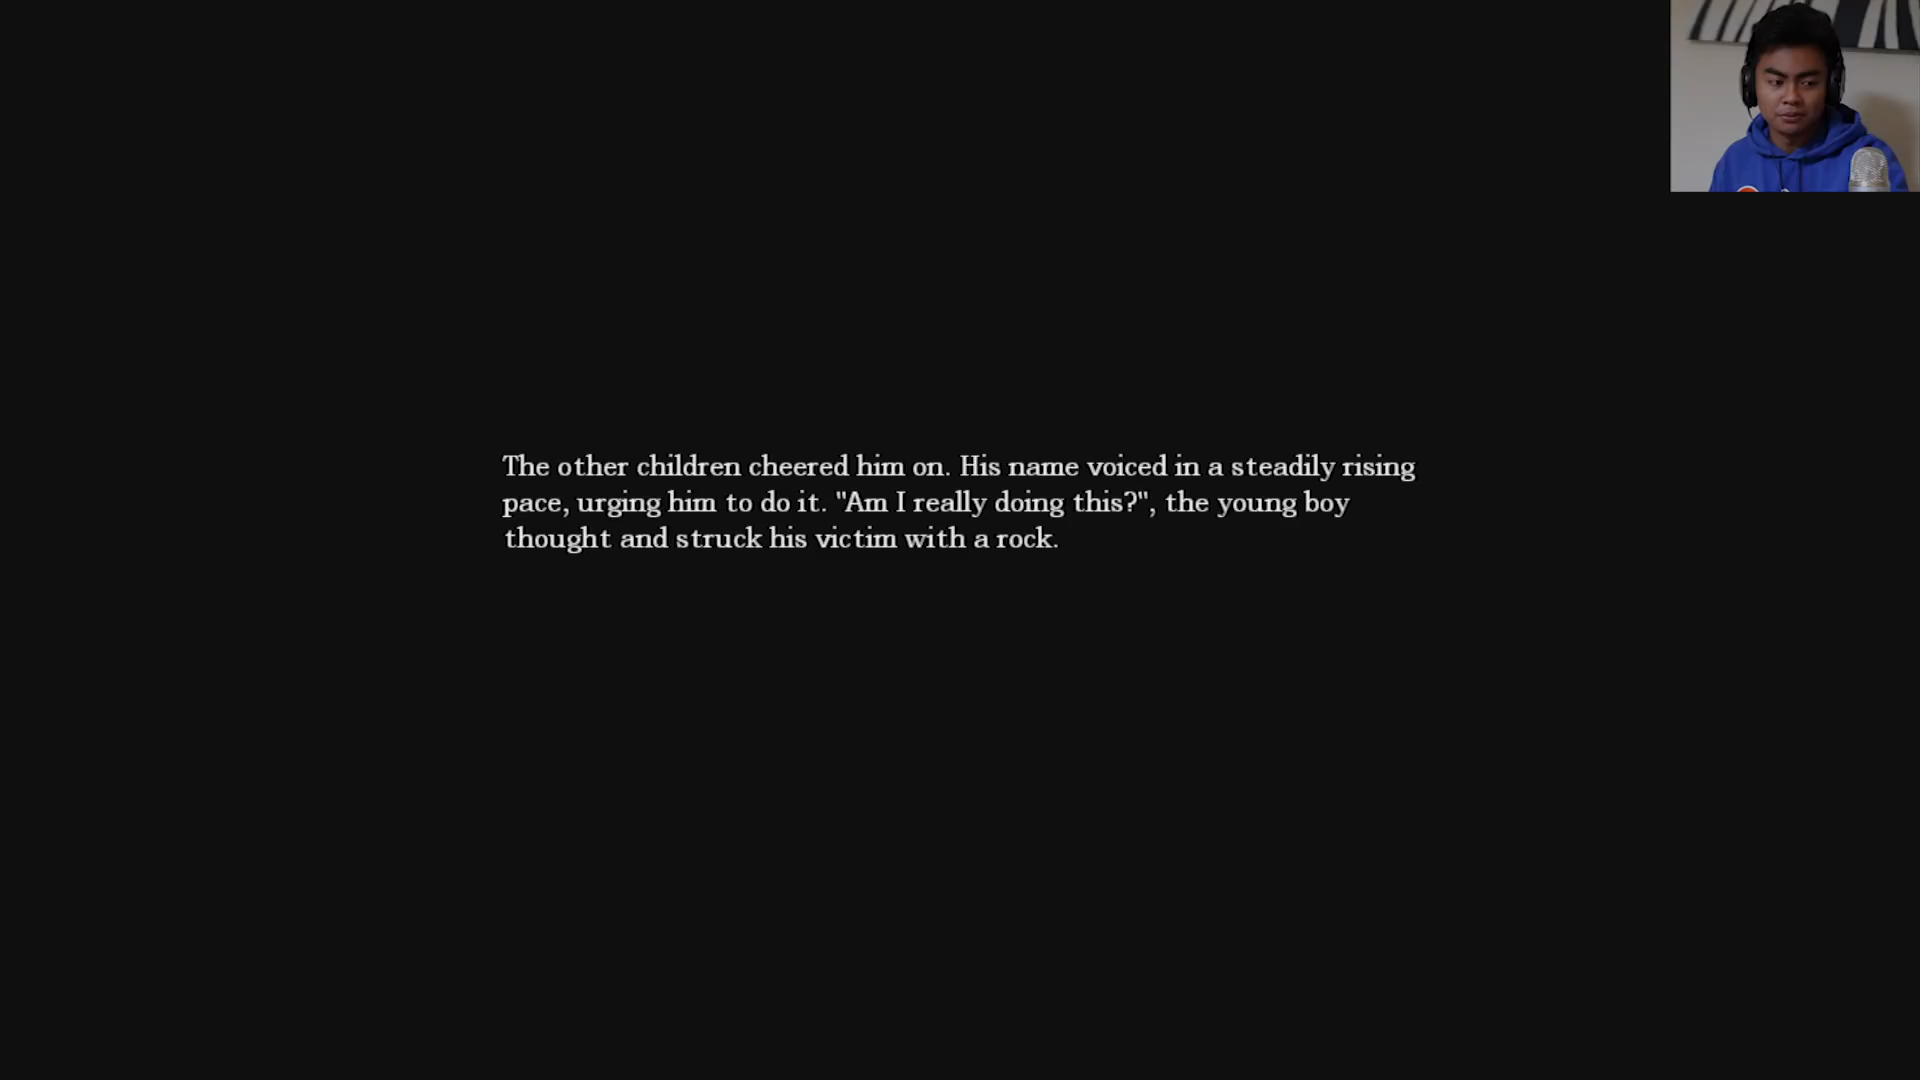 The other children cheered him on. His name voiced in a steadily rising
pace, urging him to do it. "Am I really doing this?", the young boy
thought and struck his victim with a rock.